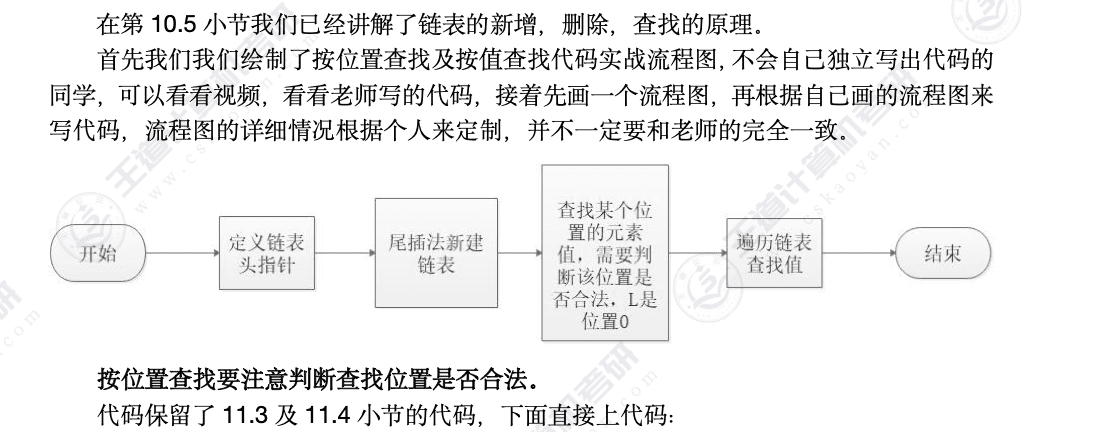 在第 10.5 小节我们已经讲解了链表的新增，删除，查找的原理。
首先我们我们绘制了按位置查找及按值查找代码实战流程图，不会自己独立写出代码的
同学，可以看看视频，看看老师写的代码，接着先画一个流程图，再根据自己画的流程图来
写代码，流程图的详细情况根据个人来定制，并不一定要和老师的完全一致。
开始
定义链表
头指针
尾插法新建
链表
查找某个位
置的元素
值，需要判
断该位置是
否合法，L是
位置0
遍历链表
查找值
结束
按位置查找要注意判断查找位置是否合法。
代码保留了 11.3 及 11.4 小节的代码，下面直接上代码：